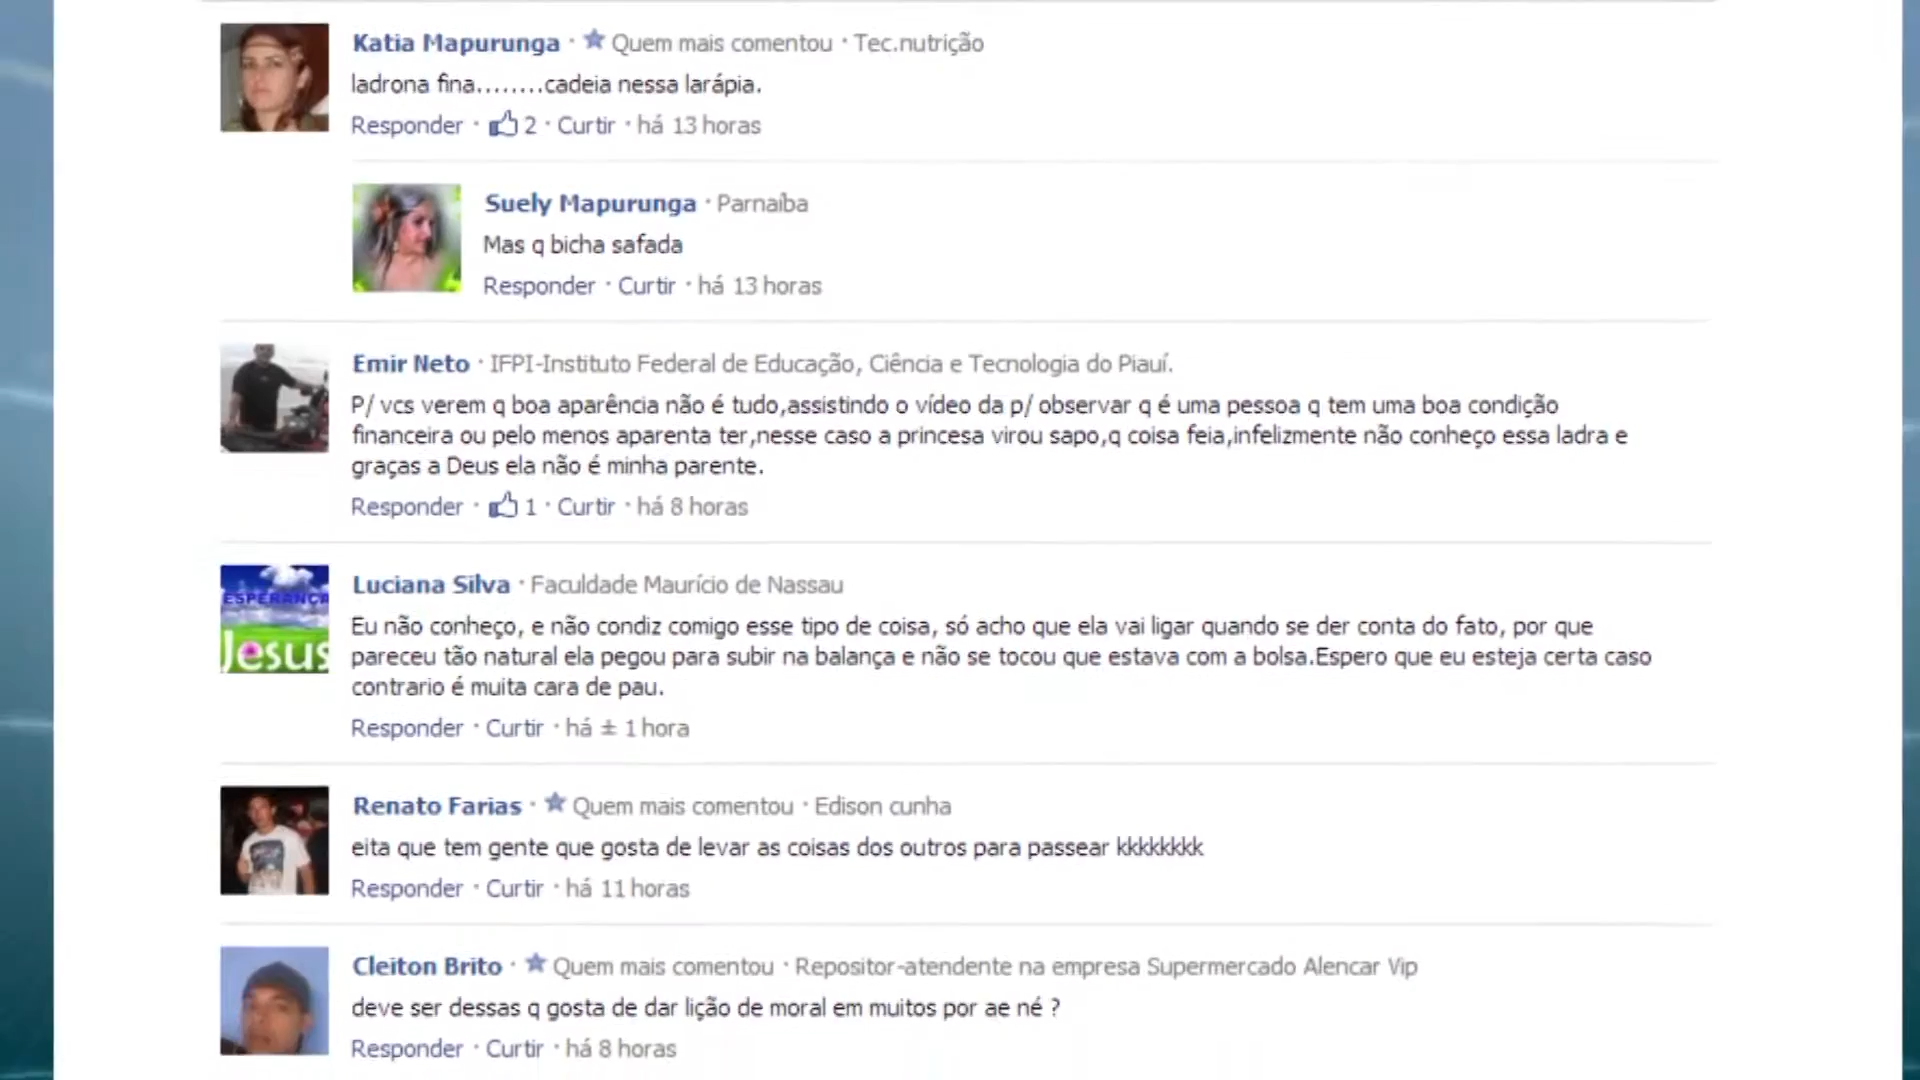 Katia Mapurunga · Quem mais comentou · Tec.nutrição
ladrona fina........cadeia nessa larápia.
Responder · 2 · Curtir · há 13 horas
Suely Mapurunga · Parnaíba
Mas q bicha safada
Responder · Curtir · há 13 horas
Emir Neto · IFPI-Instituto Federal de Educação, Ciência e Tecnologia do Piauí.
P/ vcs verem q boa aparência não é tudo,assistindo o vídeo da p/ observar q é uma pessoa q tem uma boa condição
financeira ou pelo menos aparenta ter,nesse caso a princesa virou sapo,q coisa feia,infelizmente não conheço essa ladra e
graças a Deus ela não é minha parente.
Responder · 1 · Curtir · há 8 horas
ESPERANÇA
Jesus
Luciana Silva · Faculdade Maurício de Nassau
Eu não conheço, e não condiz comigo esse tipo de coisa, só acho que ela vai ligar quando se der conta do fato, por que
pareceu tão natural ela pegou para subir na balança e não se tocou que estava com a bolsa.Espero que eu esteja certa caso
contrario é muita cara de pau.
Responder · Curtir · há ± 1 hora
Renato Farias · Quem mais comentou · Edison cunha
eita que tem gente que gosta de levar as coisas dos outros para passear kkkkkkkk
Responder · Curtir · há 11 horas
Cleiton Brito · Quem mais comentou · Repositor-atendente na empresa Supermercado Alencar Vip
deve ser dessas q gosta de dar lição de moral em muitos por ae né ?
Responder · Curtir · há 8 horas